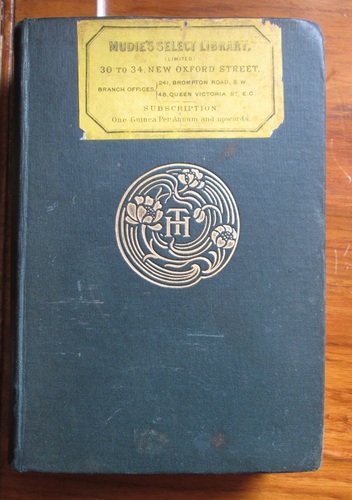 MUDIE'S SELECT LIBRARY,
(LIMITED)
30 TO 34, NEW OXFORD STREET.
BRANCH OFFICES 241, BROMPTON ROAD, S.W.
48, QUEEN VICTORIA ST, E.C.
SUBSCRIPTION
One Guinea Per Annum and upwards.
TH